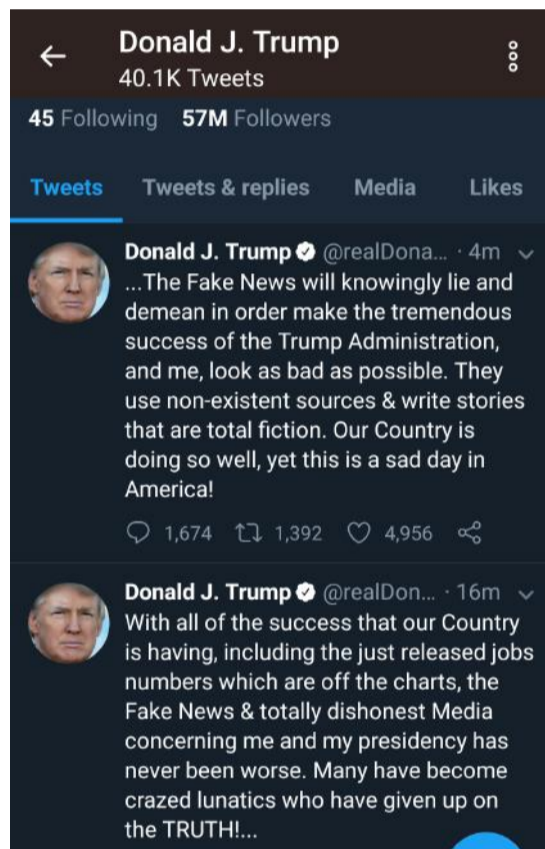 Donald J. Trump
40.1K Tweets
45 Following 57M Followers
Tweets Tweets & replies Media Likes
Donald J. Trump @realDona... · 4m
...The Fake News will knowingly lie and
demean in order make the tremendous
success of the Trump Administration,
and me, look as bad as possible. They
use non-existent sources & write stories
that are total fiction. Our Country is
doing so well, yet this is a sad day in
America!
1,674 1,392 4,956
Donald J. Trump @realDon... · 16m
With all of the success that our Country
is having, including the just released jobs
numbers which are off the charts, the
Fake News & totally dishonest Media
concerning me and my presidency has
never been worse. Many have become
crazed lunatics who have given up on
the TRUTH!...